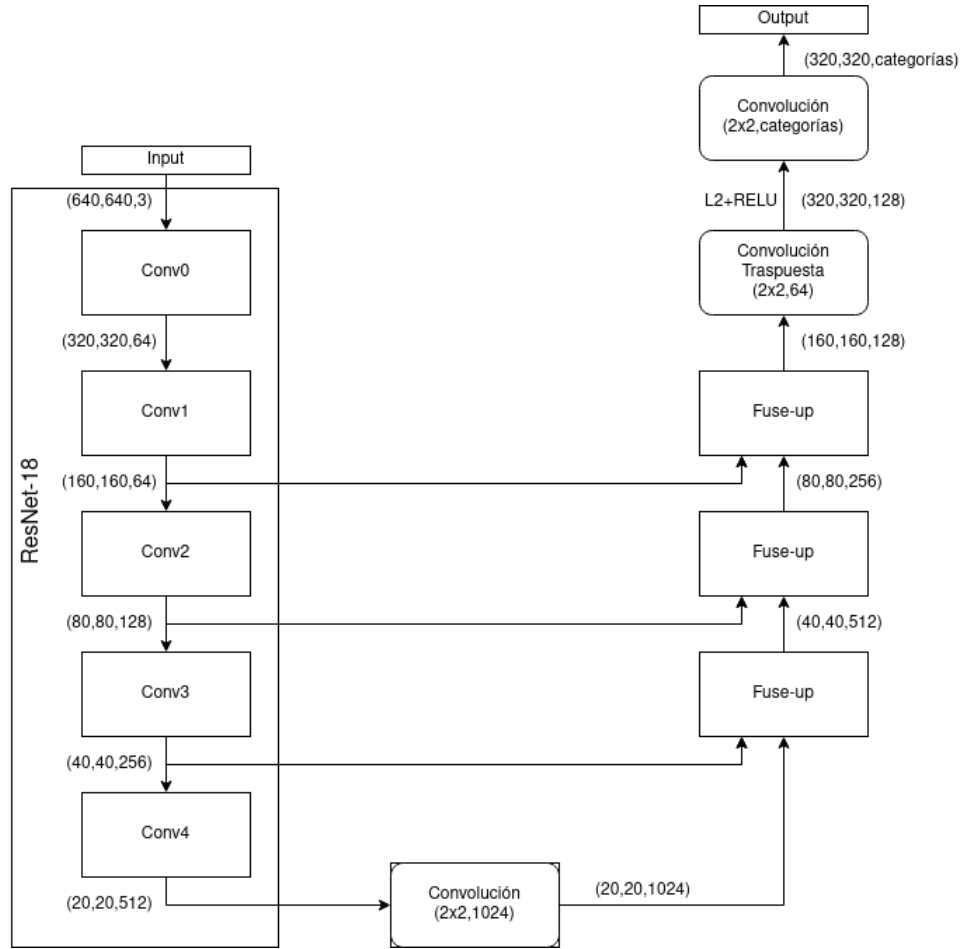 Input
(640,640,3)
ResNet-18
Conv0
(320,320,64)
Conv1
(160,160,64)
Conv2
(80,80,128)
Conv3
(40,40,256)
Conv4
(20,20,512)
Convolución
(2x2,1024)
(20,20,1024)
Fuse-up
(40,40,512)
Fuse-up
(80,80,256)
Fuse-up
(160,160,128)
Convolución
Traspuesta
(2x2,64)
L2+RELU
(320,320,128)
Convolución
(2x2,categorías)
(320,320,categorías)
Output